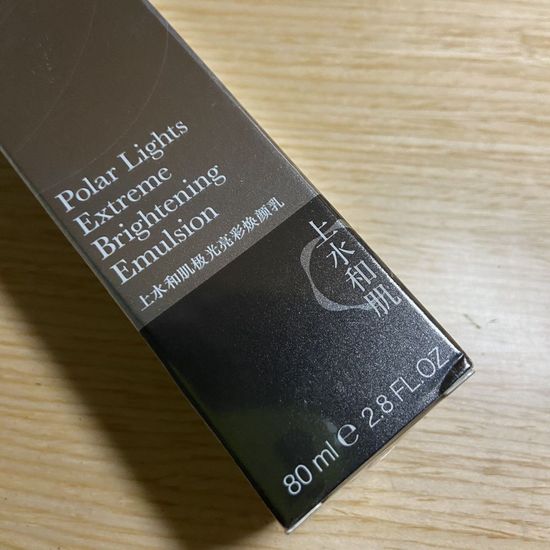 Polar Lights
Extreme
Brightening
Emulsion
上水和肌极光亮彩焕颜乳
上水和肌
80 ml e 2.8 FL.OZ